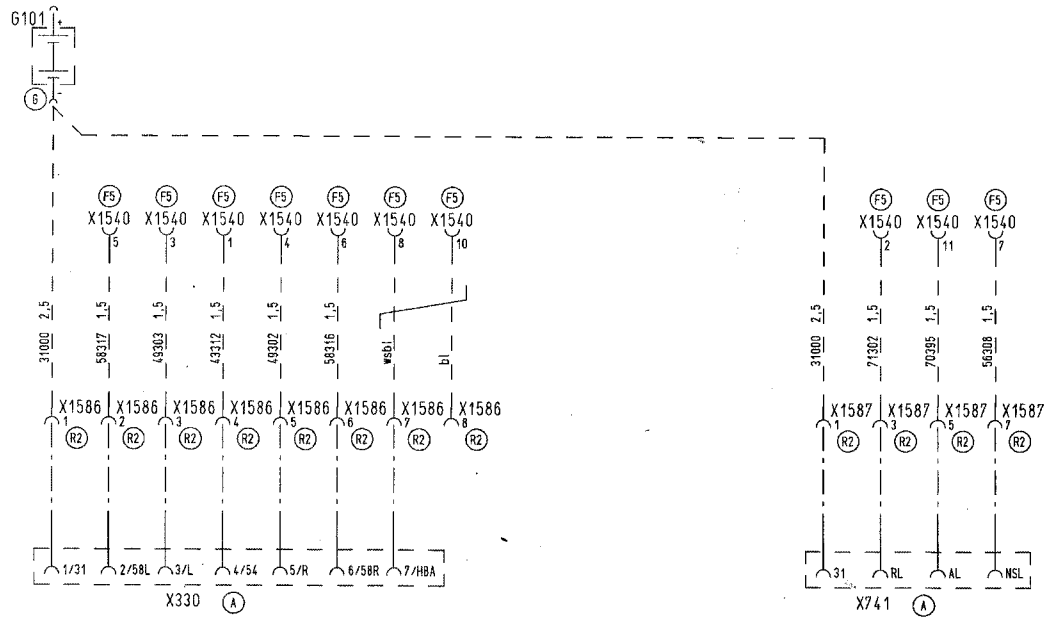 G101
+
-
G
F5 F5 F5 F5 F5 F5 F5 F5 F5 F5
X1540 X1540 X1540 X1540 X1540 X1540 X1540 X1540 X1540 X1540
5 3 1 4 6 8 10 2 11 7
2,5 1,5 1,5 1,5 1,5 1,5 2,5 1,5 1,5 1,5
31000 58317 49303 43312 49302 58316 wsbl bl 31000 71302 70395 56308
X1586 X1586 X1586 X1586 X1586 X1586 X1586 X1586 X1587 X1587 X1587 X1587
1 2 3 4 5 6 7 8 1 3 5 7
R2 R2 R2 R2 R2 R2 R2 R2 R2 R2 R2 R2
1/31 2/58L 3/L 4/54 5/R 6/58R 7/HBA 31 RL AL NSL
X330 A X741 A